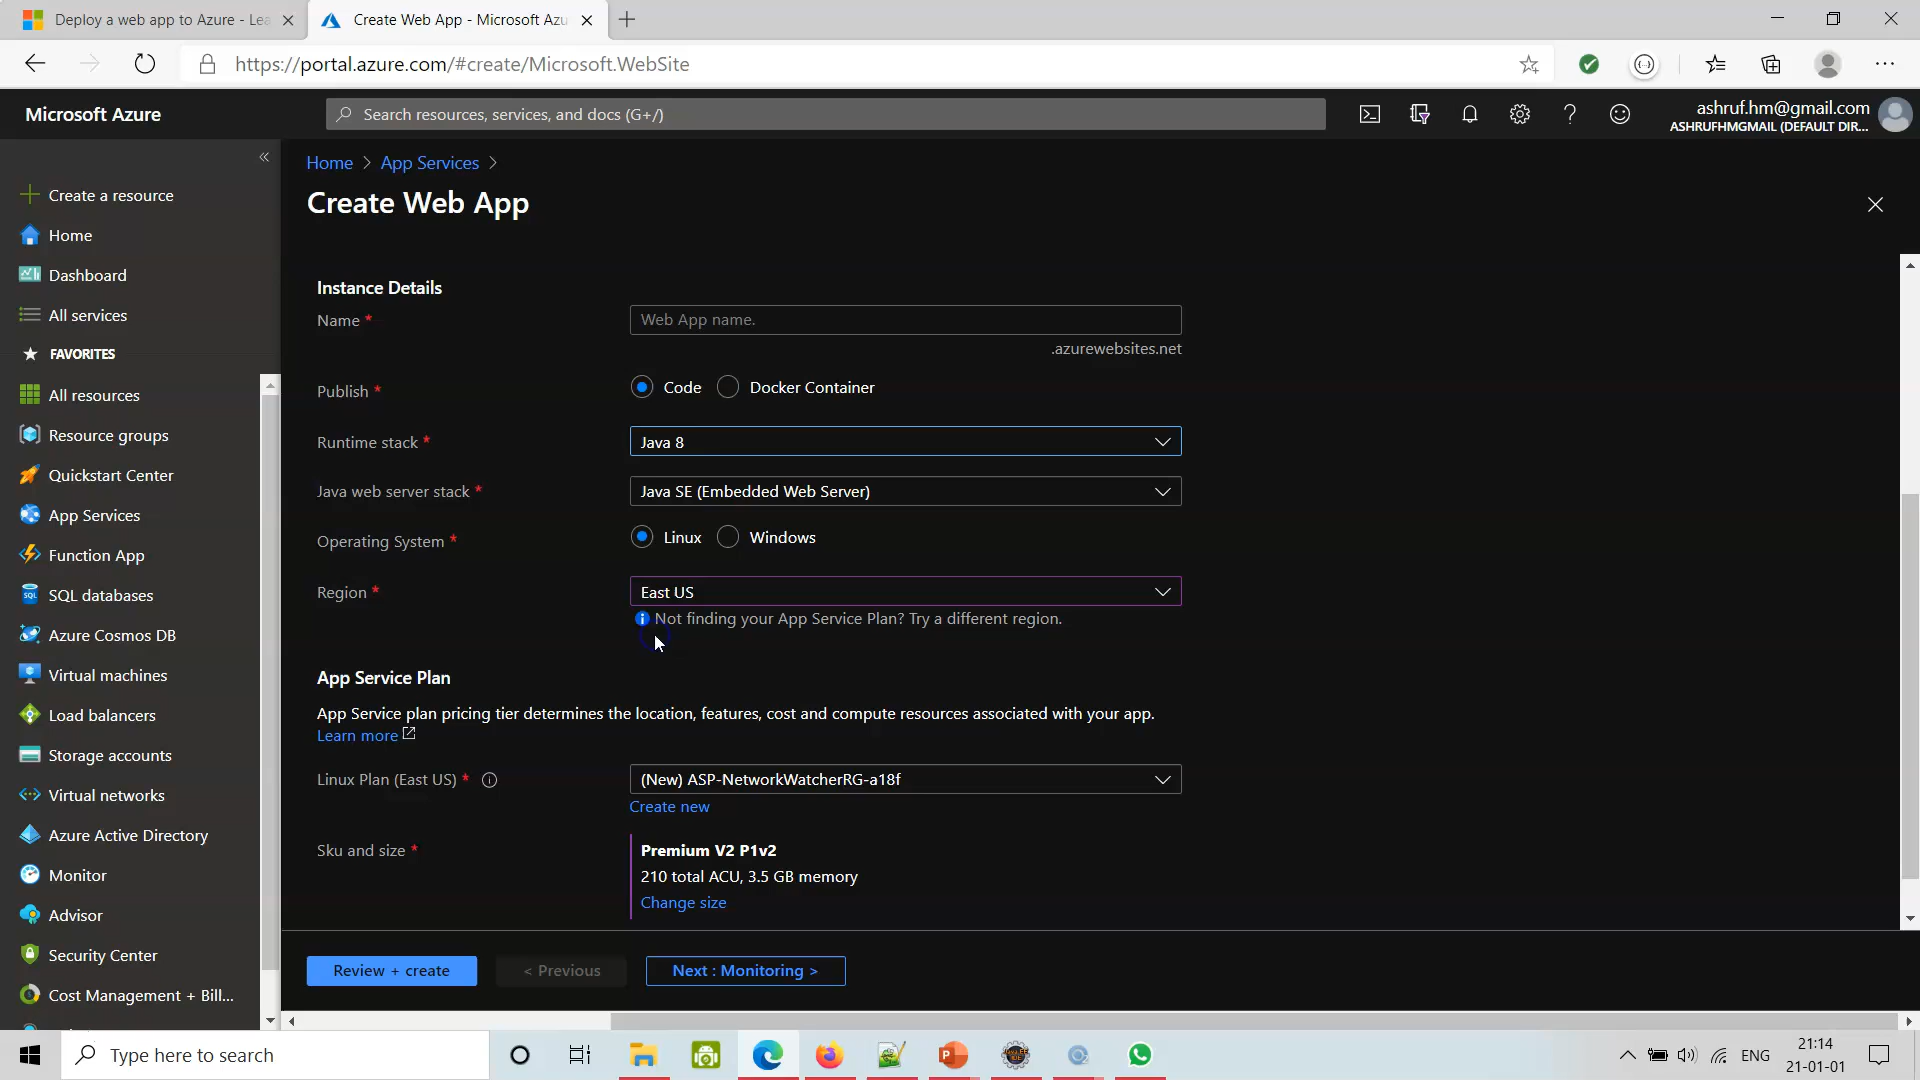 Deploy a web app to Azure - Lea
Create Web App - Microsoft Azu
https://portal.azure.com/#create/Microsoft.WebSite
Microsoft Azure
Search resources, services, and docs (G+/)
ashruf.hm@gmail.com
ASHRUFHMGMAIL (DEFAULT DIR...
Create a resource
Home
Dashboard
All services
FAVORITES
All resources
Resource groups
Quickstart Center
App Services
Function App
SQL databases
Azure Cosmos DB
Virtual machines
Load balancers
Storage accounts
Virtual networks
Azure Active Directory
Monitor
Advisor
Security Center
Cost Management + Bill...
Home > App Services >
Create Web App
Instance Details
Name *
Web App name.
.azurewebsites.net
Publish *
Code
Docker Container
Runtime stack *
Java 8
Java web server stack *
Java SE (Embedded Web Server)
Operating System *
Linux
Windows
Region *
East US
Not finding your App Service Plan? Try a different region.
App Service Plan
App Service plan pricing tier determines the location, features, cost and compute resources associated with your app.
Learn more
Linux Plan (East US) *
(New) ASP-NetworkWatcherRG-a18f
Create new
Sku and size *
Premium V2 P1v2
210 total ACU, 3.5 GB memory
Change size
Review + create
< Previous
Next : Monitoring >
Type here to search
ENG
21:14
21-01-01